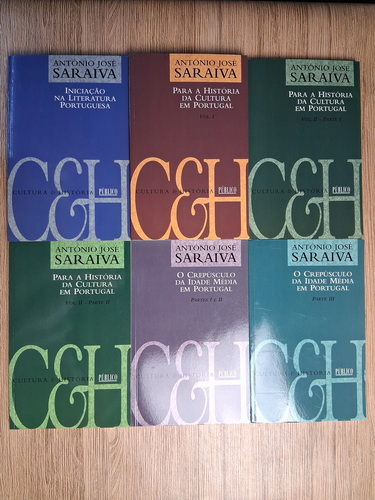 ANTÓNIO JOSÉ
SARAIVA
INICIAÇÃO
NA LITERATURA
PORTUGUESA
C&H
CULTURA & HISTÓRIA
PÚBLICO
ANTÓNIO JOSÉ
SARAIVA
PARA A HISTÓRIA
DA CULTURA
EM PORTUGAL
VOL. I
C&H
CULTURA & HISTÓRIA
PÚBLICO
ANTÓNIO JOSÉ
SARAIVA
PARA A HISTÓRIA
DA CULTURA
EM PORTUGAL
VOL. II - PARTE I
C&H
CULTURA & HISTÓRIA
PÚBLICO
ANTÓNIO JOSÉ
SARAIVA
PARA A HISTÓRIA
DA CULTURA
EM PORTUGAL
VOL. II - PARTE II
C&H
CULTURA & HISTÓRIA
PÚBLICO
ANTÓNIO JOSÉ
SARAIVA
O CREPÚSCULO
DA IDADE MÉDIA
EM PORTUGAL
PARTES I E II
C&H
CULTURA & HISTÓRIA
PÚBLICO
ANTÓNIO JOSÉ
SARAIVA
O CREPÚSCULO
DA IDADE MÉDIA
EM PORTUGAL
PARTE III
C&H
CULTURA & HISTÓRIA
PÚBLICO